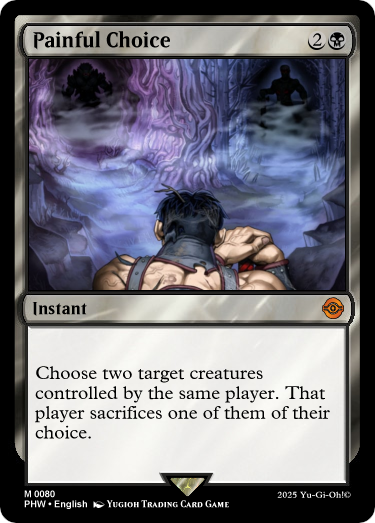 Painful Choice 2
Instant
Choose two target creatures
controlled by the same player. That
player sacrifices one of them of their
choice.
M 0080
PHW • English Yugioh Trading Card Game
2025 Yu-Gi-Oh!©